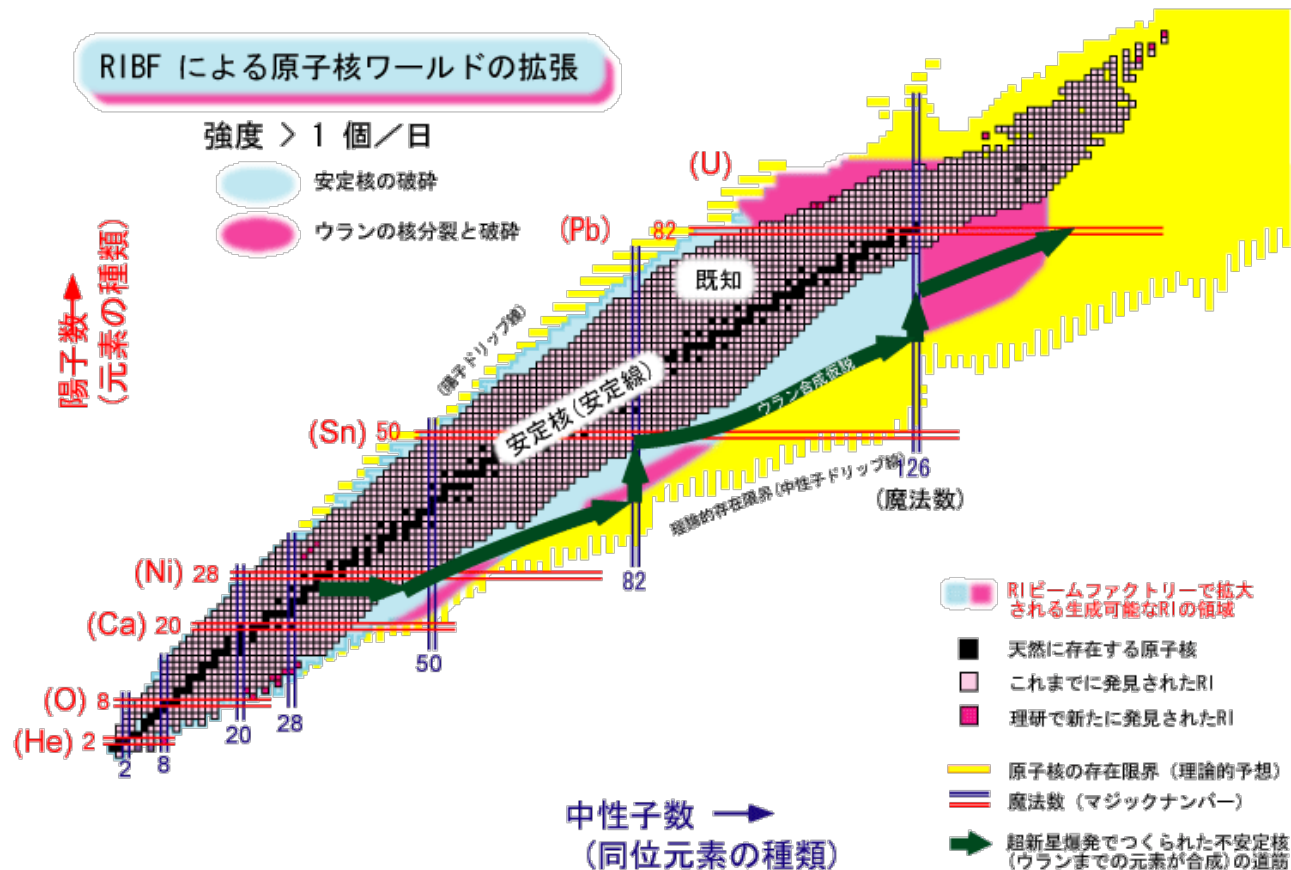 RIBF による原子核ワールドの拡張
強度 > 1 個／日
安定核の破砕
ウランの核分裂と破砕
陽子数
(元素の種類)
(U)
(Pb) 82
既知
(陽子ドリップ線)
安定核(安定線)
ウラン合成仮説
(Sn) 50
126
(魔法数)
理論的存在限界(中性子ドリップ線)
(Ni) 28
82
(Ca) 20
50
(O) 8
28
20
(He) 2
2
8
中性子数
(同位元素の種類)
RIビームファクトリーで拡大
される生成可能なRIの領域
天然に存在する原子核
これまでに発見されたRI
理研で新たに発見されたRI
原子核の存在限界（理論的予想）
魔法数（マジックナンバー）
超新星爆発でつくられた不安定核
(ウランまでの元素が合成)の道筋